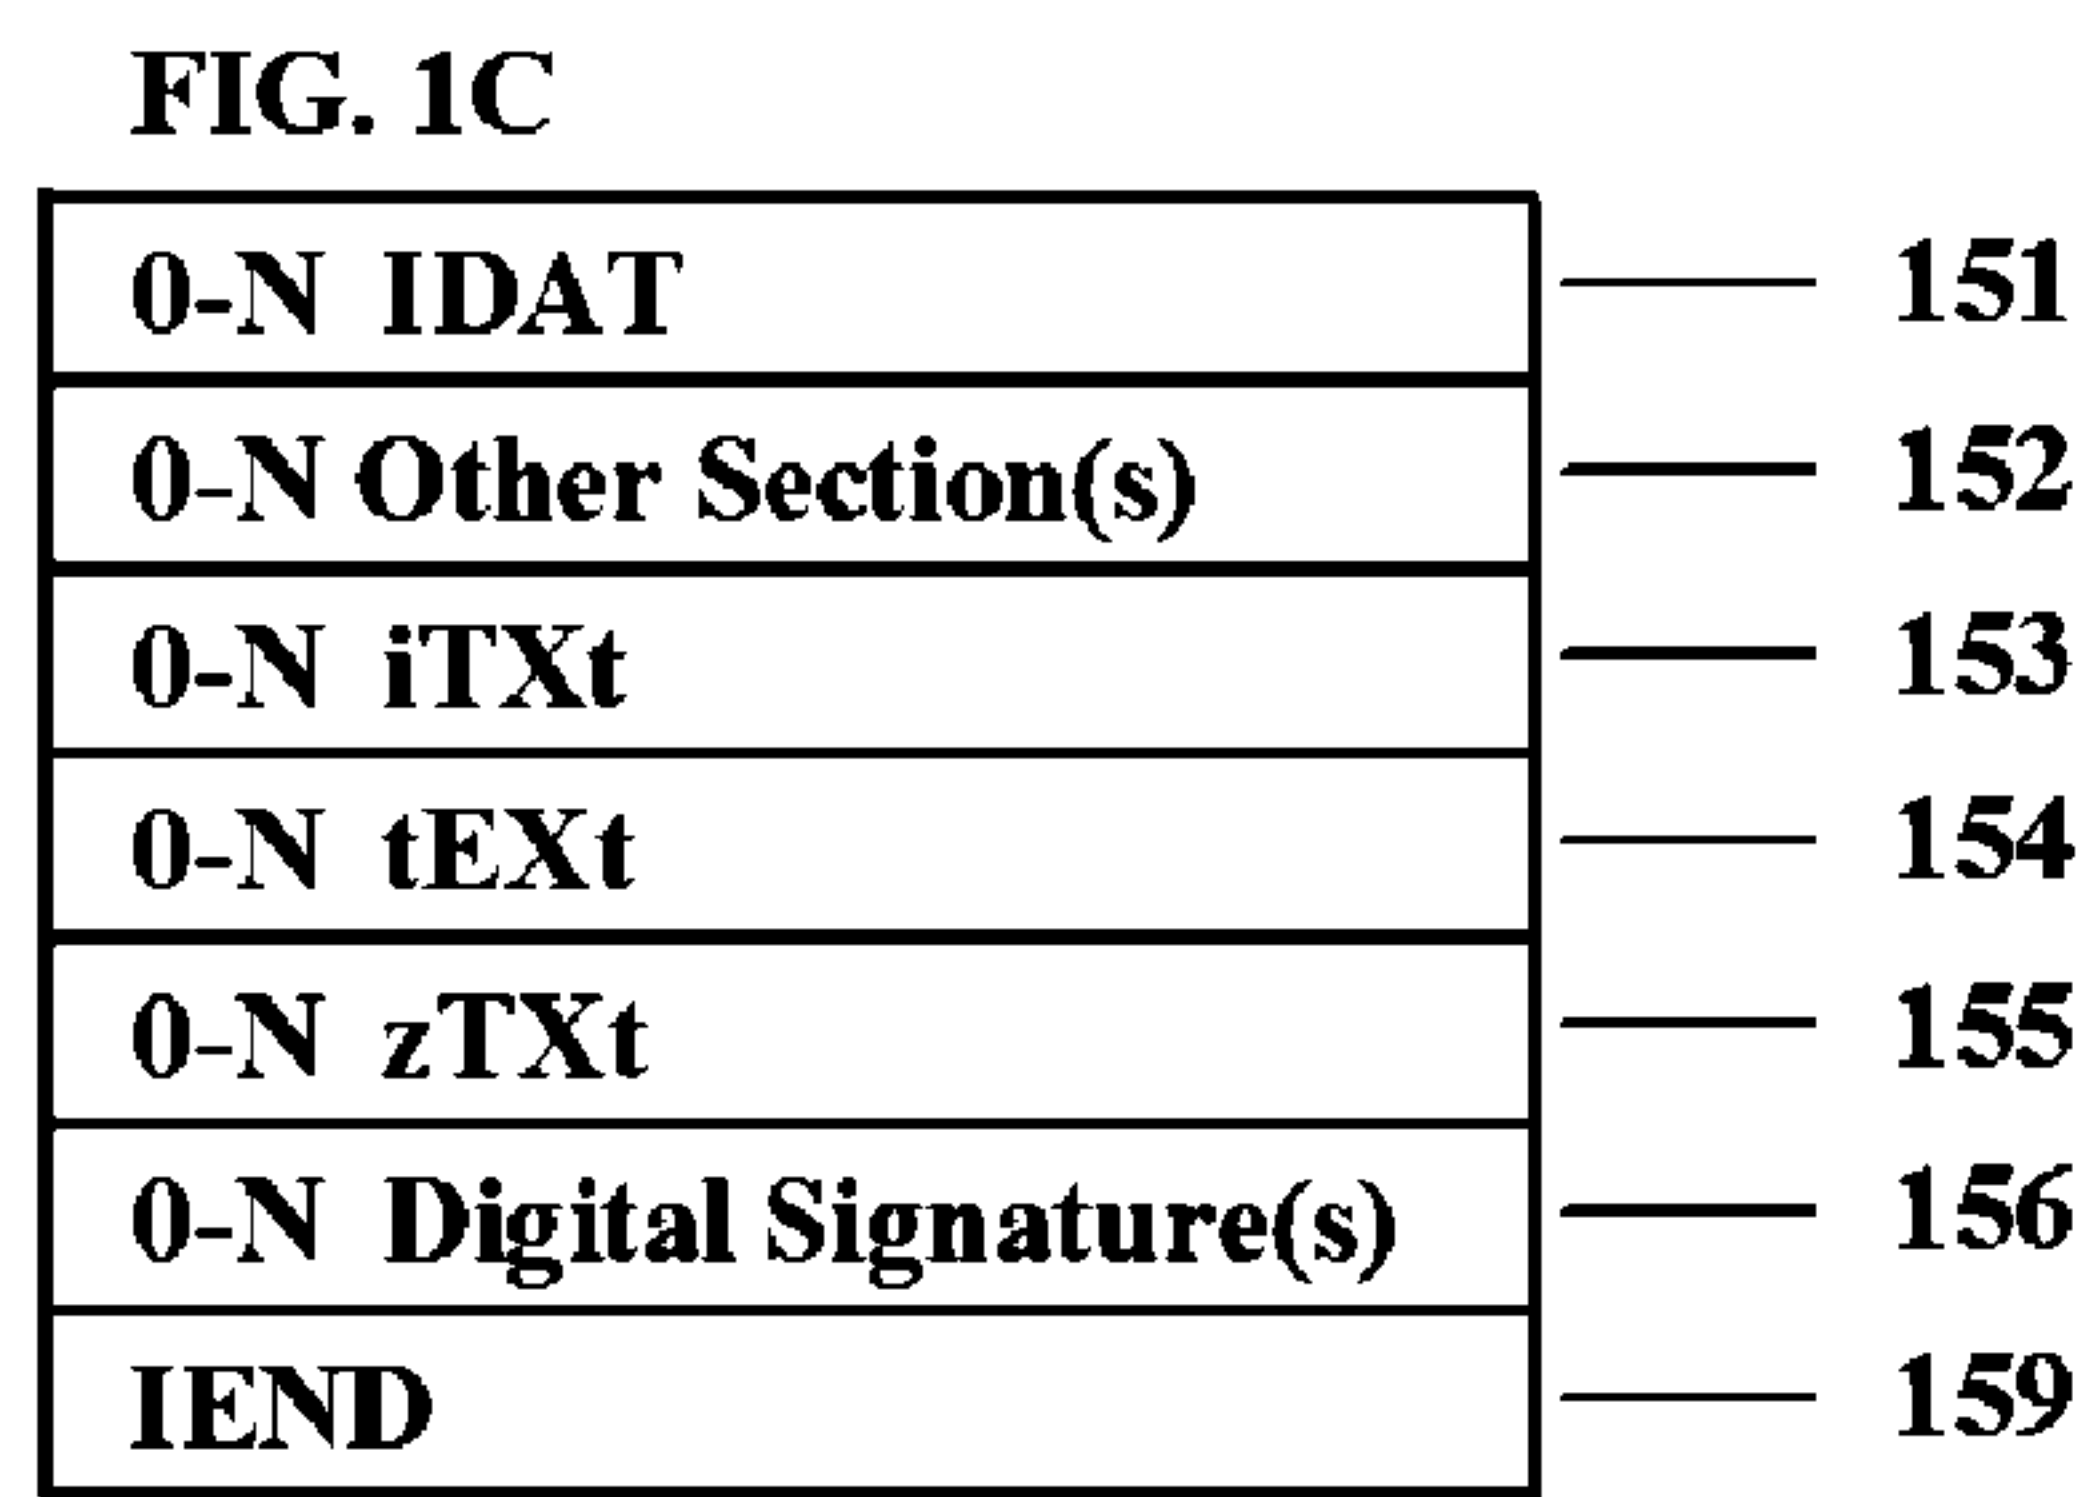 FIG. 1C
0-N IDAT 151
0-N Other Section(s) 152
0-N iTXt 153
0-N tEXt 154
0-N zTXt 155
0-N Digital Signature(s) 156
IEND 159